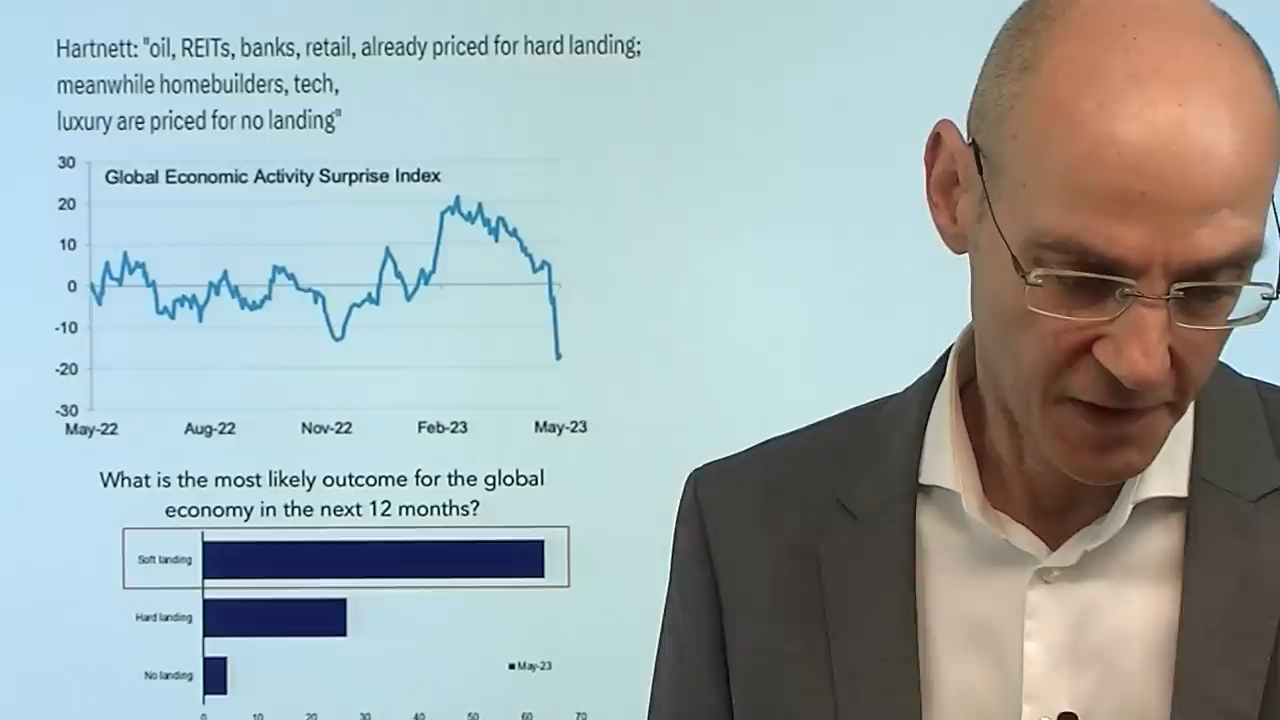 Hartnett: "oil, REITs, banks, retail, already priced for hard landing;
meanwhile homebuilders, tech,
luxury are priced for no landing"
Global Economic Activity Surprise Index
30
20
10
0
-10
-20
-30
May-22 Aug-22 Nov-22 Feb-23 May-23
What is the most likely outcome for the global
economy in the next 12 months?
Soft landing
Hard landing
No landing
May-23
0 10 20 30 40 50 60 70